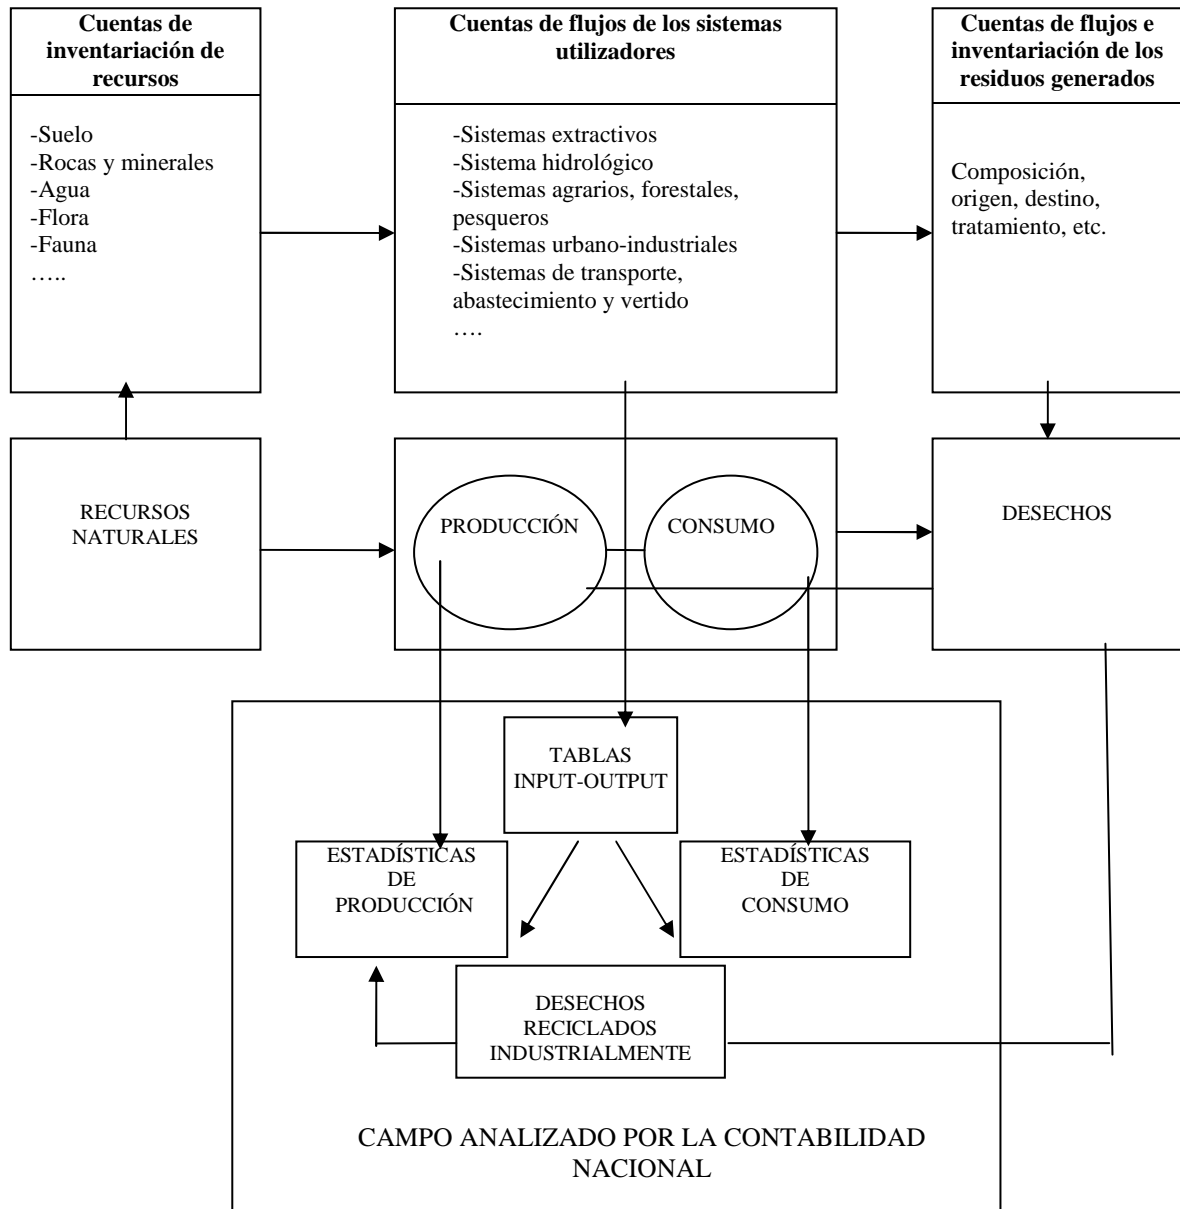 Cuentas de
inventariación de
recursos
-Suelo
-Rocas y minerales
-Agua
-Flora
-Fauna
…..
Cuentas de flujos de los sistemas
utilizadores
-Sistemas extractivos
-Sistema hidrológico
-Sistemas agrarios, forestales,
pesqueros
-Sistemas urbano-industriales
-Sistemas de transporte,
abastecimiento y vertido
….
Cuentas de flujos e
inventariación de los
residuos generados
Composición,
origen, destino,
tratamiento, etc.
RECURSOS
NATURALES
PRODUCCIÓN
CONSUMO
DESECHOS
TABLAS
INPUT-OUTPUT
ESTADÍSTICAS
DE
PRODUCCIÓN
ESTADÍSTICAS
DE
CONSUMO
DESECHOS
RECICLADOS
INDUSTRIALMENTE
CAMPO ANALIZADO POR LA CONTABILIDAD
NACIONAL